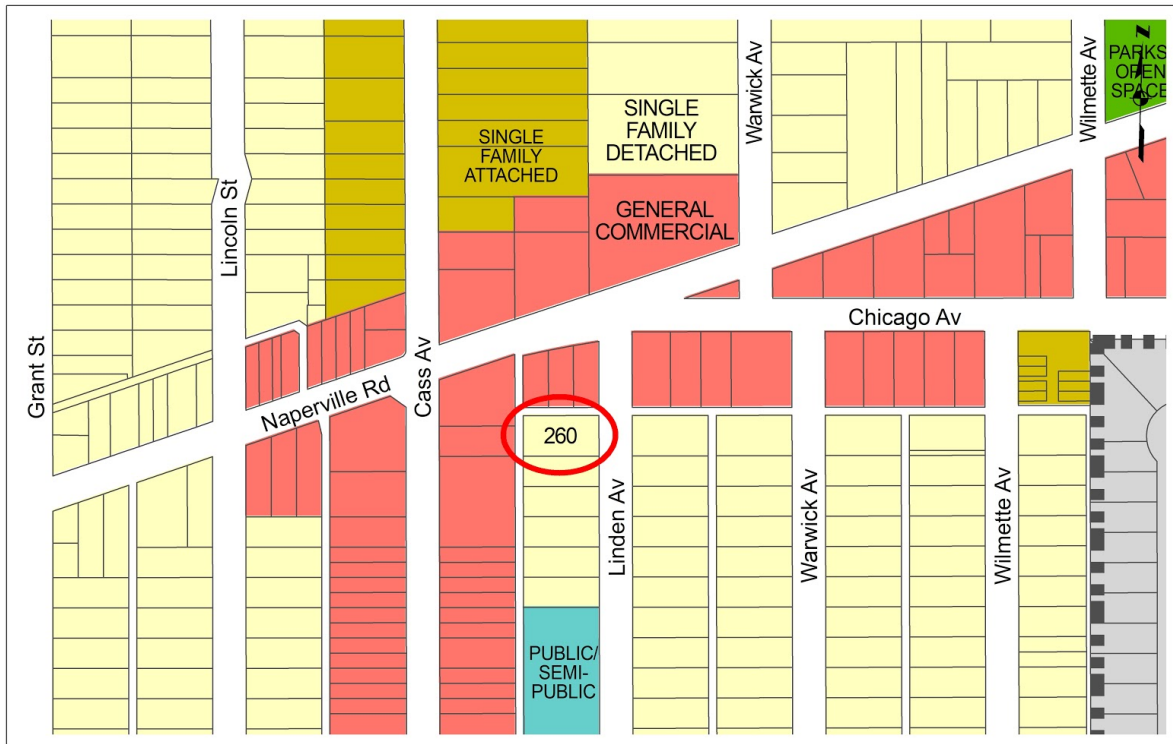 N
PARKS/
OPEN
SPACE
SINGLE
FAMILY
DETACHED
SINGLE
FAMILY
ATTACHED
GENERAL
COMMERCIAL
Warwick Av
Wilmette Av
Lincoln St
Chicago Av
Grant St
Naperville Rd
Cass Av
260
Linden Av
Warwick Av
Wilmette Av
PUBLIC/
SEMI-
PUBLIC